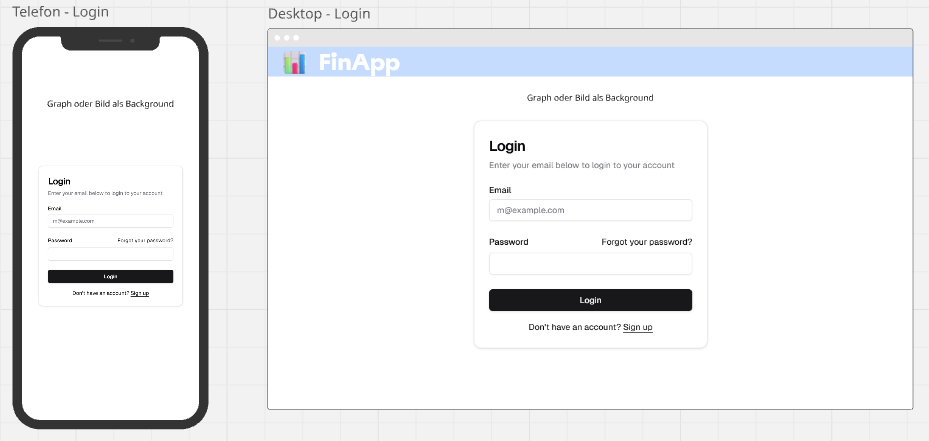 Telefon - Login
Graph oder Bild als Background
Login
Enter your email below to login to your account
Email
m@example.com
Password Forgot your password?
Login
Don't have an account? Sign up
Desktop - Login
FinApp
Graph oder Bild als Background
Login
Enter your email below to login to your account
Email
m@example.com
Password Forgot your password?
Login
Don't have an account? Sign up